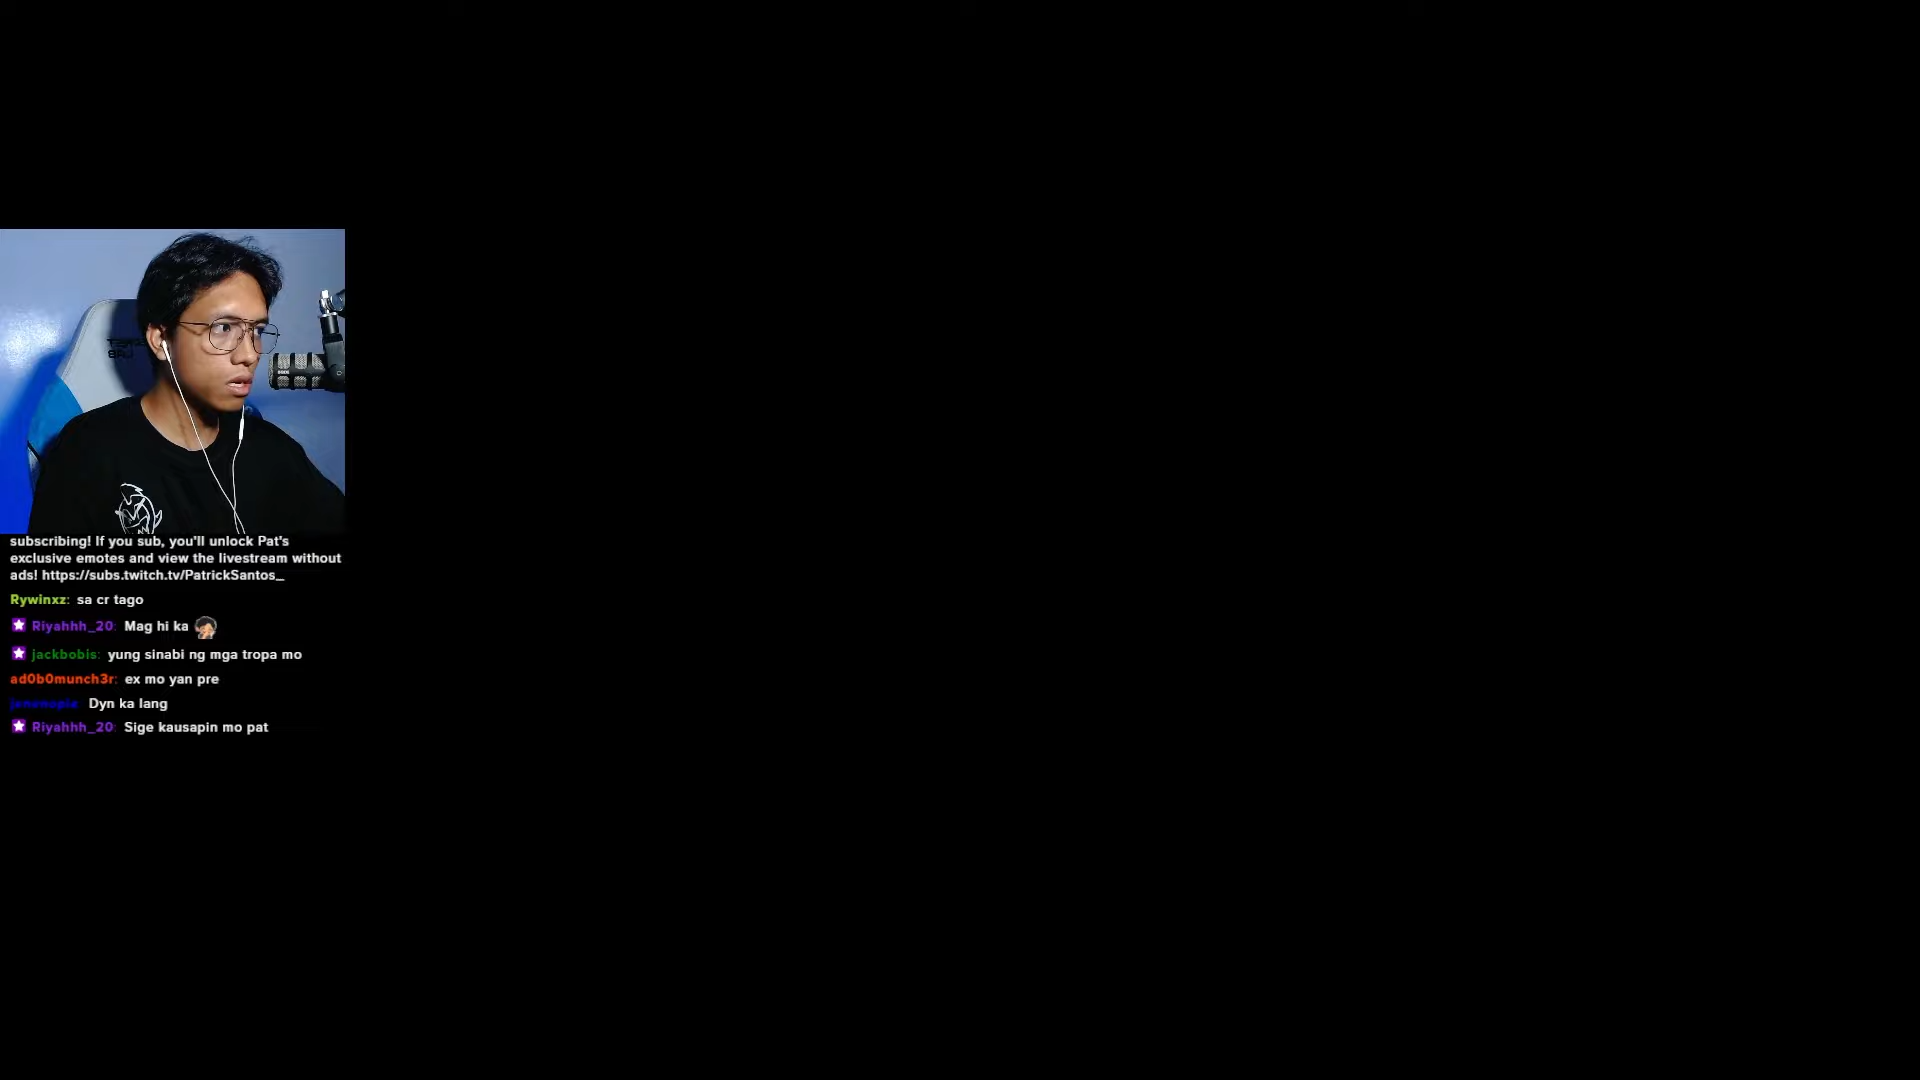 subscribing! If you sub, you'll unlock Pat's
exclusive emotes and view the livestream without
ads! https://subs.twitch.tv/PatrickSantos_
Rywinxz: sa cr tago
Riyahhh_20: Mag hi ka
jackbobis: yung sinabi ng mga tropa mo
ad0b0munch3r: ex mo yan pre
Dyn ka lang
Riyahhh_20: Sige kausapin mo pat